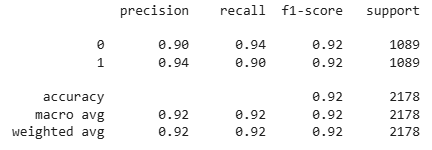 precision recall f1-score support
0 0.90 0.94 0.92 1089
1 0.94 0.90 0.92 1089
accuracy 0.92 2178
macro avg 0.92 0.92 0.92 2178
weighted avg 0.92 0.92 0.92 2178